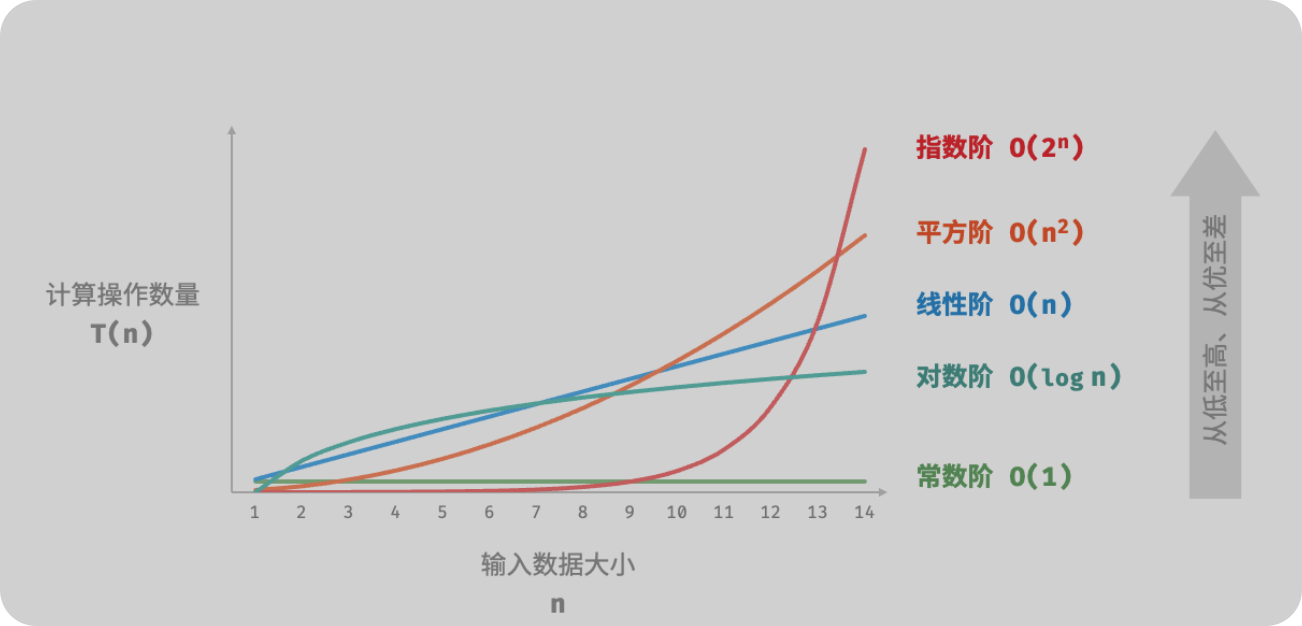 指数阶 O(2ⁿ)
平方阶 O(n²)
线性阶 O(n)
对数阶 O(log n)
常数阶 O(1)
从低至高、从优至差
计算操作数量
T(n)
1 2 3 4 5 6 7 8 9 10 11 12 13 14
输入数据大小
n